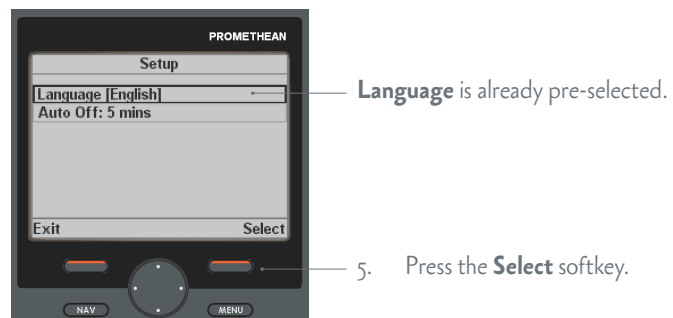 PROMETHEAN
Setup
Language [English]
Language is already pre-selected.
Auto Off: 5 mins
Exit Select
5. Press the Select softkey.
NAV MENU